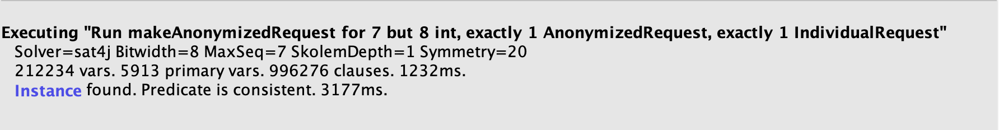 Executing "Run makeAnonymizedRequest for 7 but 8 int, exactly 1 AnonymizedRequest, exactly 1 IndividualRequest"
Solver=sat4j Bitwidth=8 MaxSeq=7 SkolemDepth=1 Symmetry=20
212234 vars. 5913 primary vars. 996276 clauses. 1232ms.
Instance found. Predicate is consistent. 3177ms.